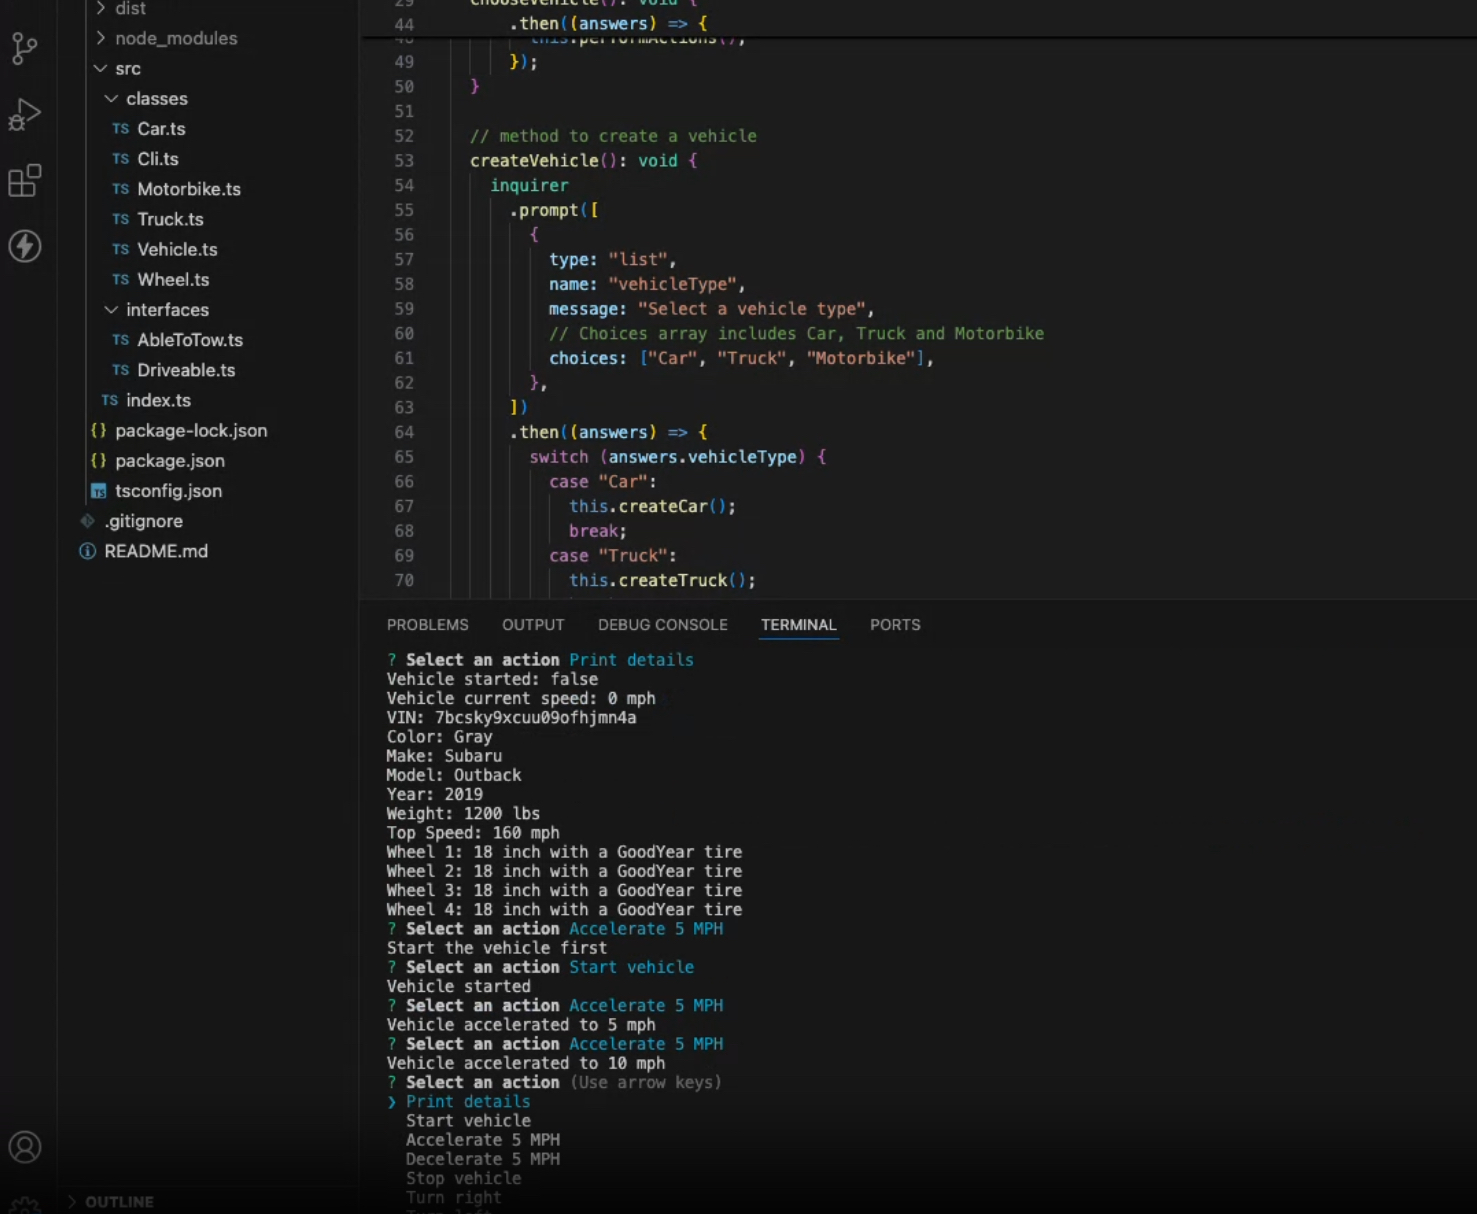 dist
node_modules
src
classes
TS Car.ts
TS Cli.ts
TS Motorbike.ts
TS Truck.ts
TS Vehicle.ts
TS Wheel.ts
interfaces
TS AbleToTow.ts
TS Driveable.ts
TS index.ts
{} package-lock.json
{} package.json
TS tsconfig.json
.gitignore
README.md
OUTLINE
29 chooseVehicle(): void {
44 .then((answers) => {
48 this.performActions();
49 });
50 }
51
52 // method to create a vehicle
53 createVehicle(): void {
54 inquirer
55 .prompt([
56 {
57 type: "list",
58 name: "vehicleType",
59 message: "Select a vehicle type",
60 // Choices array includes Car, Truck and Motorbike
61 choices: ["Car", "Truck", "Motorbike"],
62 },
63 ])
64 .then((answers) => {
65 switch (answers.vehicleType) {
66 case "Car":
67 this.createCar();
68 break;
69 case "Truck":
70 this.createTruck();
PROBLEMS OUTPUT DEBUG CONSOLE TERMINAL PORTS
? Select an action Print details
Vehicle started: false
Vehicle current speed: 0 mph
VIN: 7bcsky9xcuu09ofhjmn4a
Color: Gray
Make: Subaru
Model: Outback
Year: 2019
Weight: 1200 lbs
Top Speed: 160 mph
Wheel 1: 18 inch with a GoodYear tire
Wheel 2: 18 inch with a GoodYear tire
Wheel 3: 18 inch with a GoodYear tire
Wheel 4: 18 inch with a GoodYear tire
? Select an action Accelerate 5 MPH
Start the vehicle first
? Select an action Start vehicle
Vehicle started
? Select an action Accelerate 5 MPH
Vehicle accelerated to 5 mph
? Select an action Accelerate 5 MPH
Vehicle accelerated to 10 mph
? Select an action (Use arrow keys)
❯ Print details
Start vehicle
Accelerate 5 MPH
Decelerate 5 MPH
Stop vehicle
Turn right